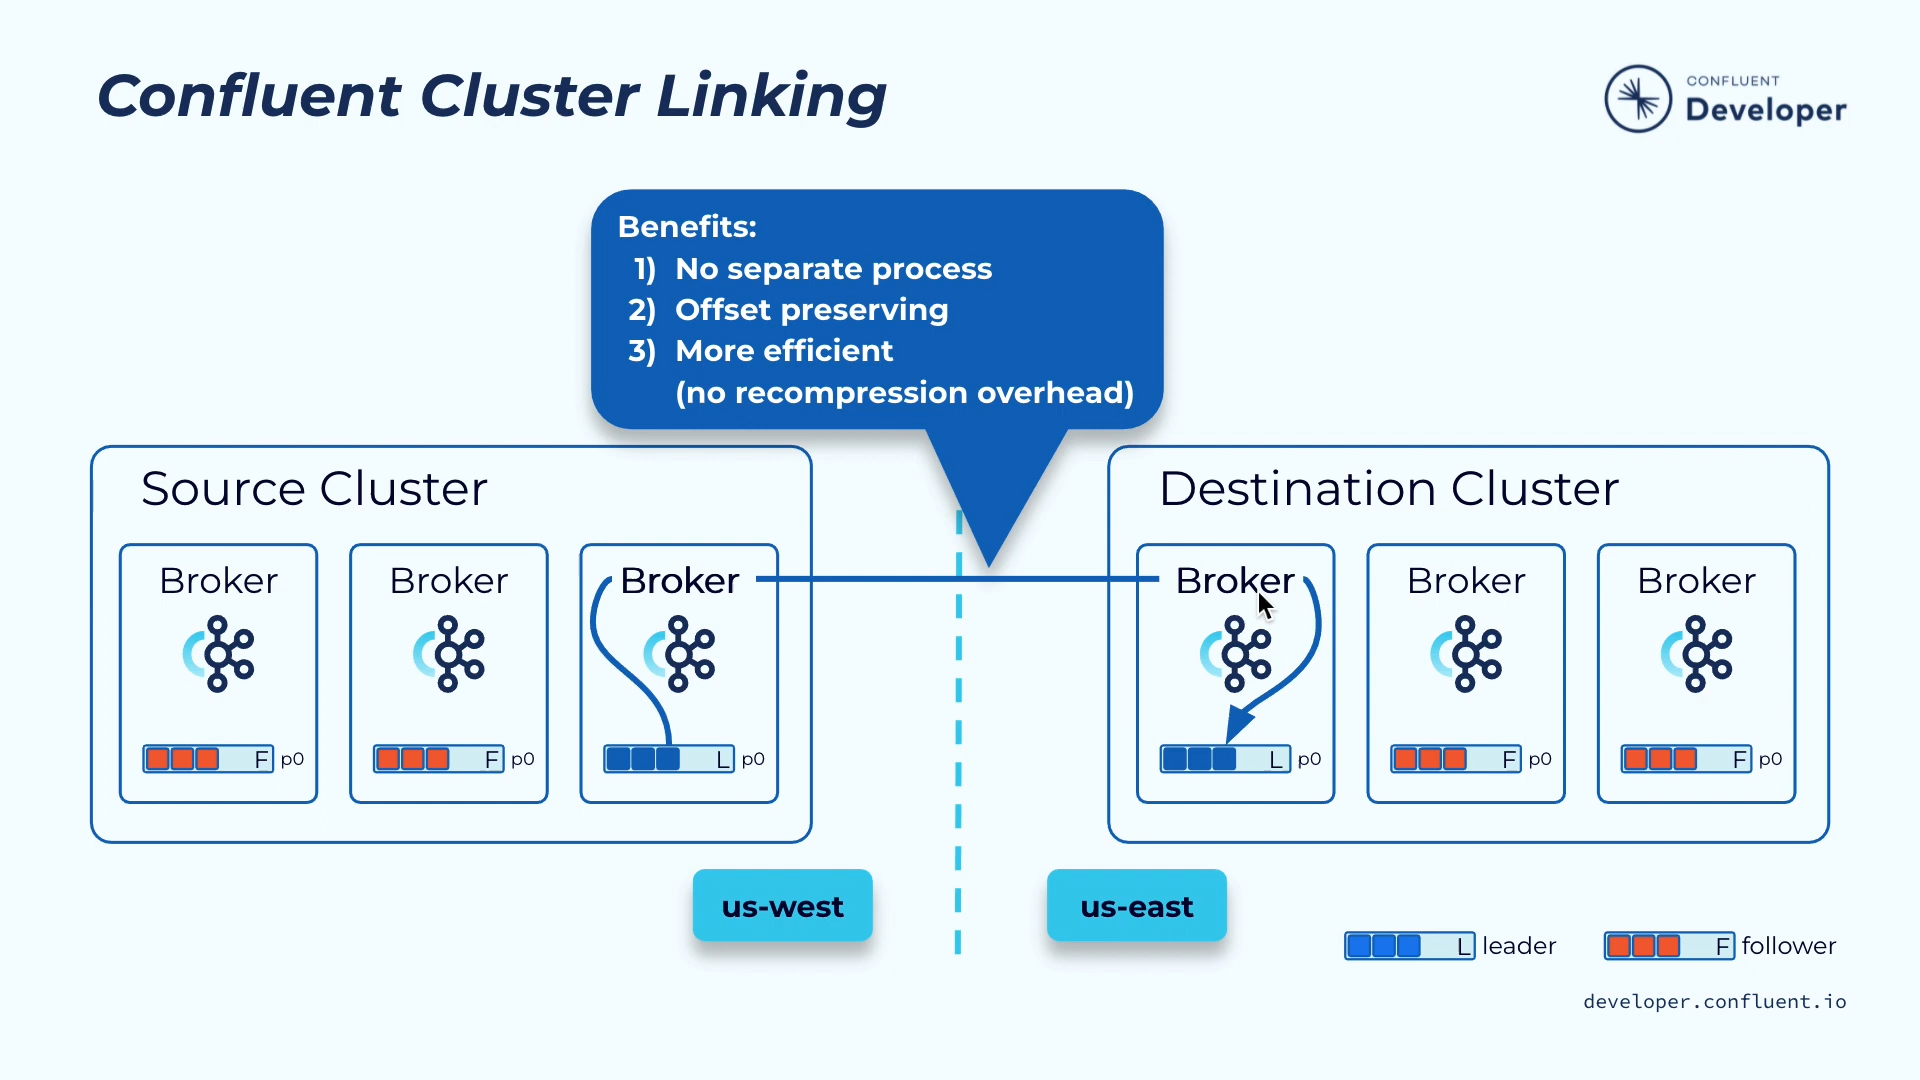 Confluent Cluster Linking
CONFLUENT
Developer
Benefits:
1) No separate process
2) Offset preserving
3) More efficient
(no recompression overhead)
Source Cluster
Destination Cluster
Broker
Broker
Broker
Broker
Broker
Broker
F p0
F p0
L p0
L p0
F p0
F p0
us-west
us-east
L leader
F follower
developer.confluent.io